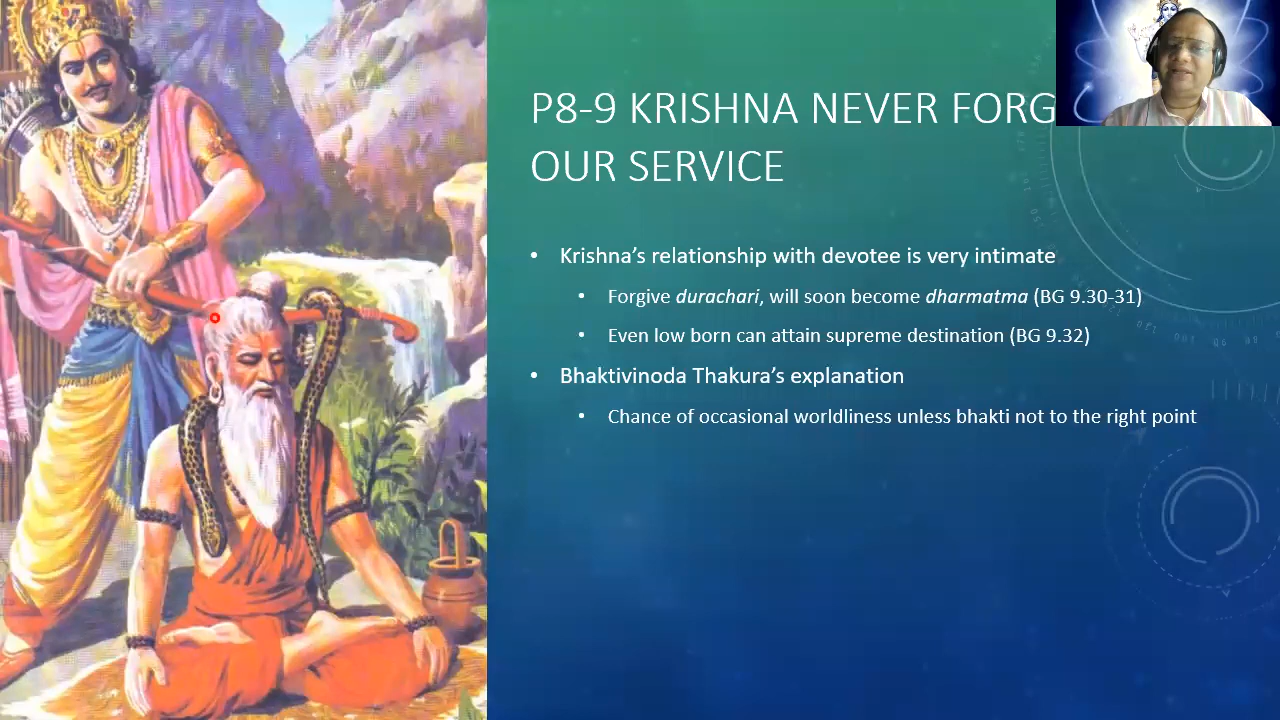 P8-9 KRISHNA NEVER FORG
OUR SERVICE
• Krishna's relationship with devotee is very intimate
• Forgive durachari, will soon become dharmatma (BG 9.30-31)
• Even low born can attain supreme destination (BG 9.32)
• Bhaktivinoda Thakura's explanation
• Chance of occasional worldliness unless bhakti not to the right point